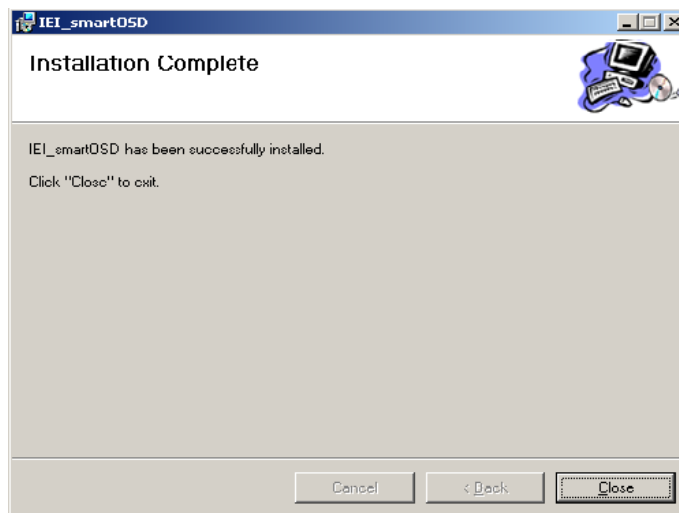 IEI_smartOSD
Installation Complete
IEI_smartOSD has been successfully installed.
Click "Close" to exit.
Cancel
< Back
Close